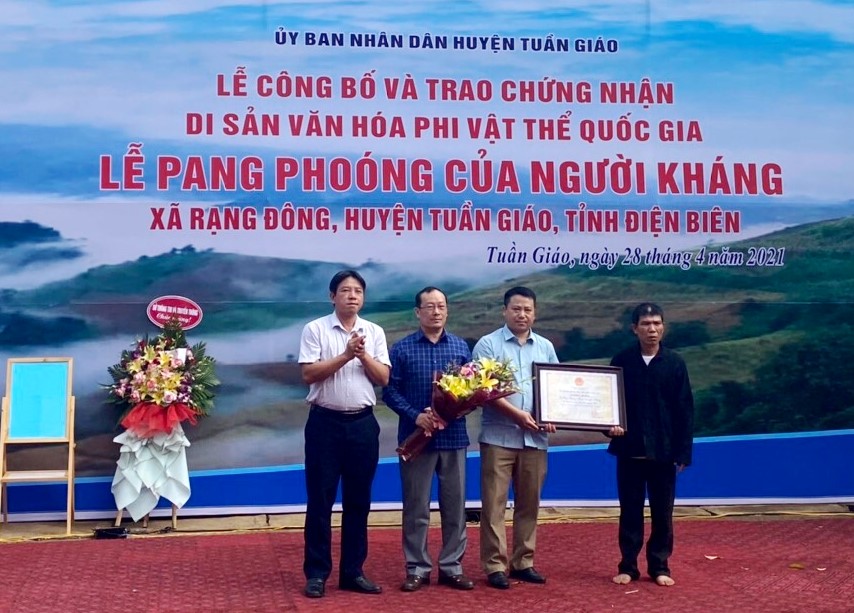 ỦY BAN NHÂN DÂN HUYỆN TUẦN GIÁO
LỄ CÔNG BỐ VÀ TRAO CHỨNG NHẬN
DI SẢN VĂN HÓA PHI VẬT THỂ QUỐC GIA
LỄ PANG PHOÓNG CỦA NGƯỜI KHÁNG
XÃ RẠNG ĐÔNG, HUYỆN TUẦN GIÁO, TỈNH ĐIỆN BIÊN
Tuần Giáo, ngày 28 tháng 4 năm 2021